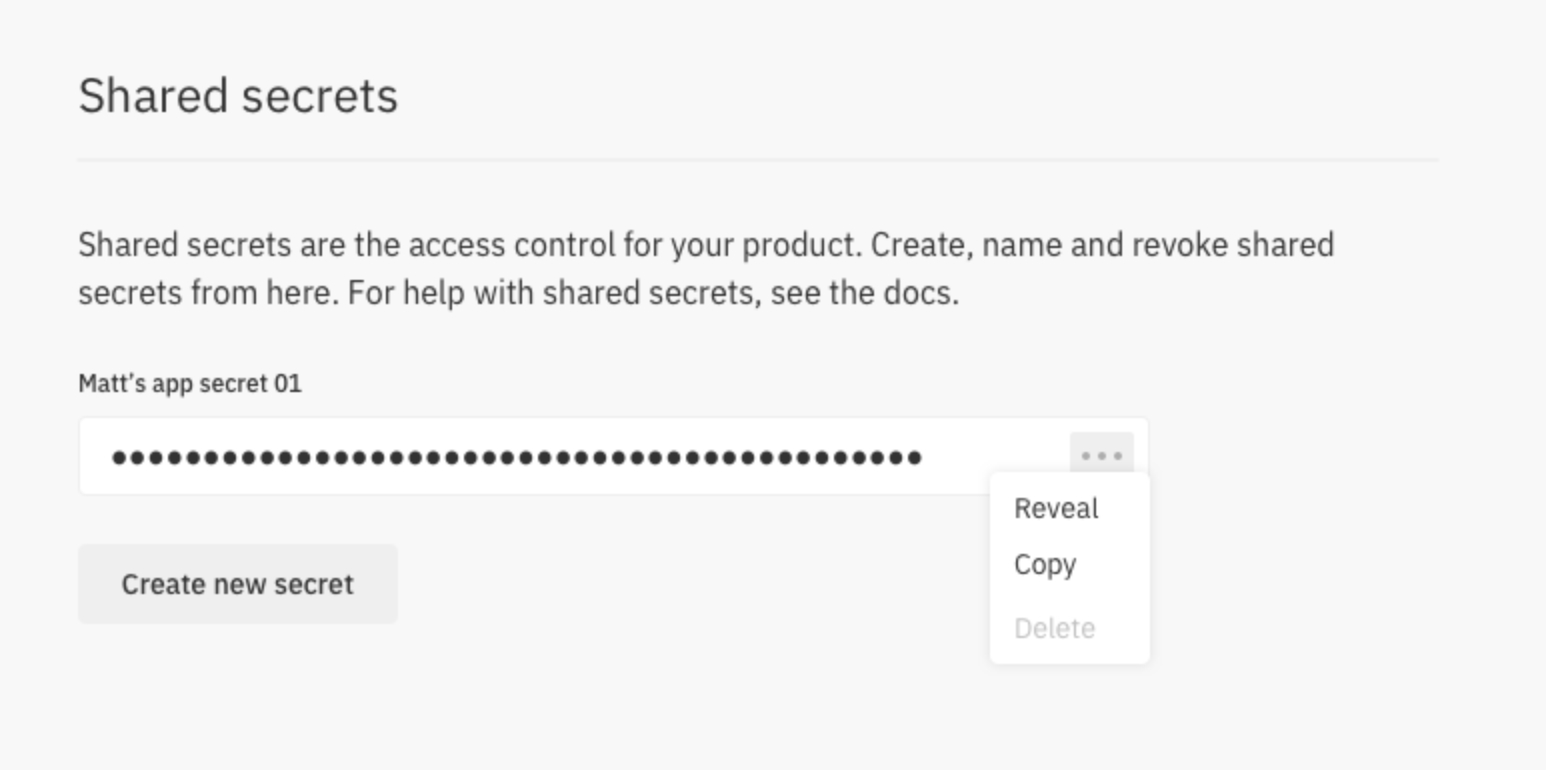 Shared secrets
Shared secrets are the access control for your product. Create, name and revoke shared
secrets from here. For help with shared secrets, see the docs.
Matt’s app secret 01
Reveal
Copy
Delete
Create new secret